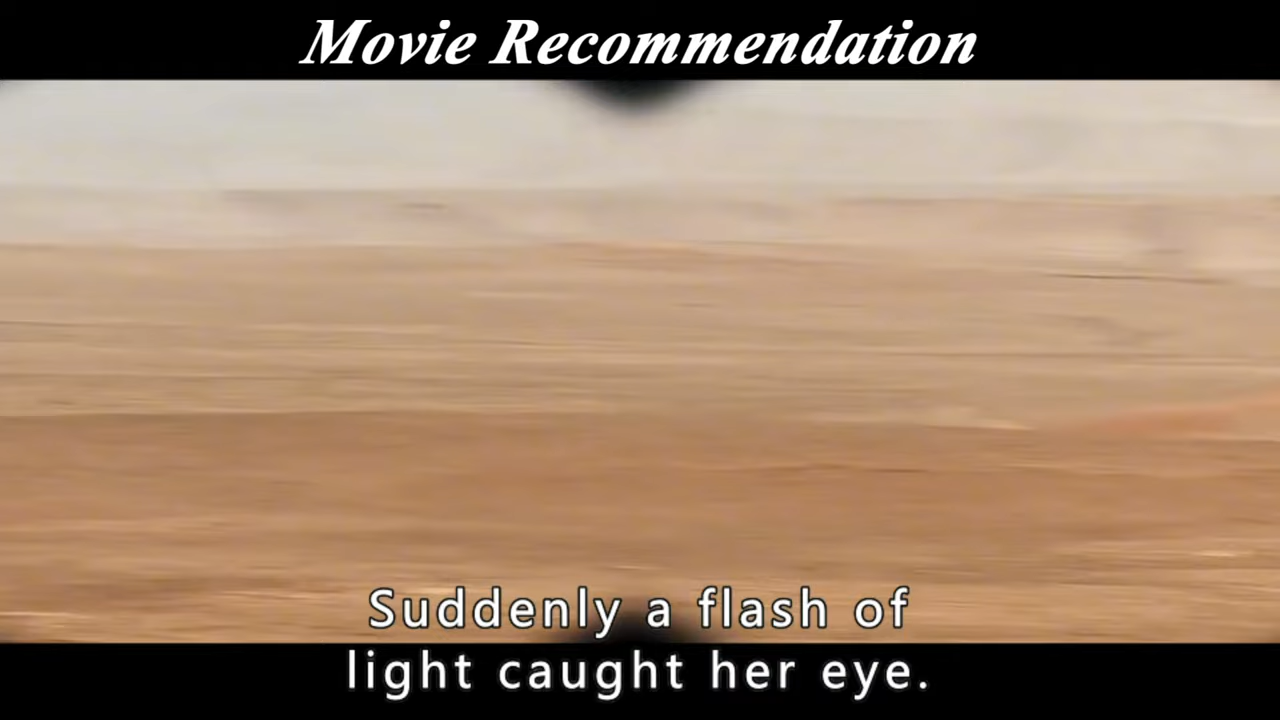 Movie Recommendation
Suddenly a flash of
light caught her eye.